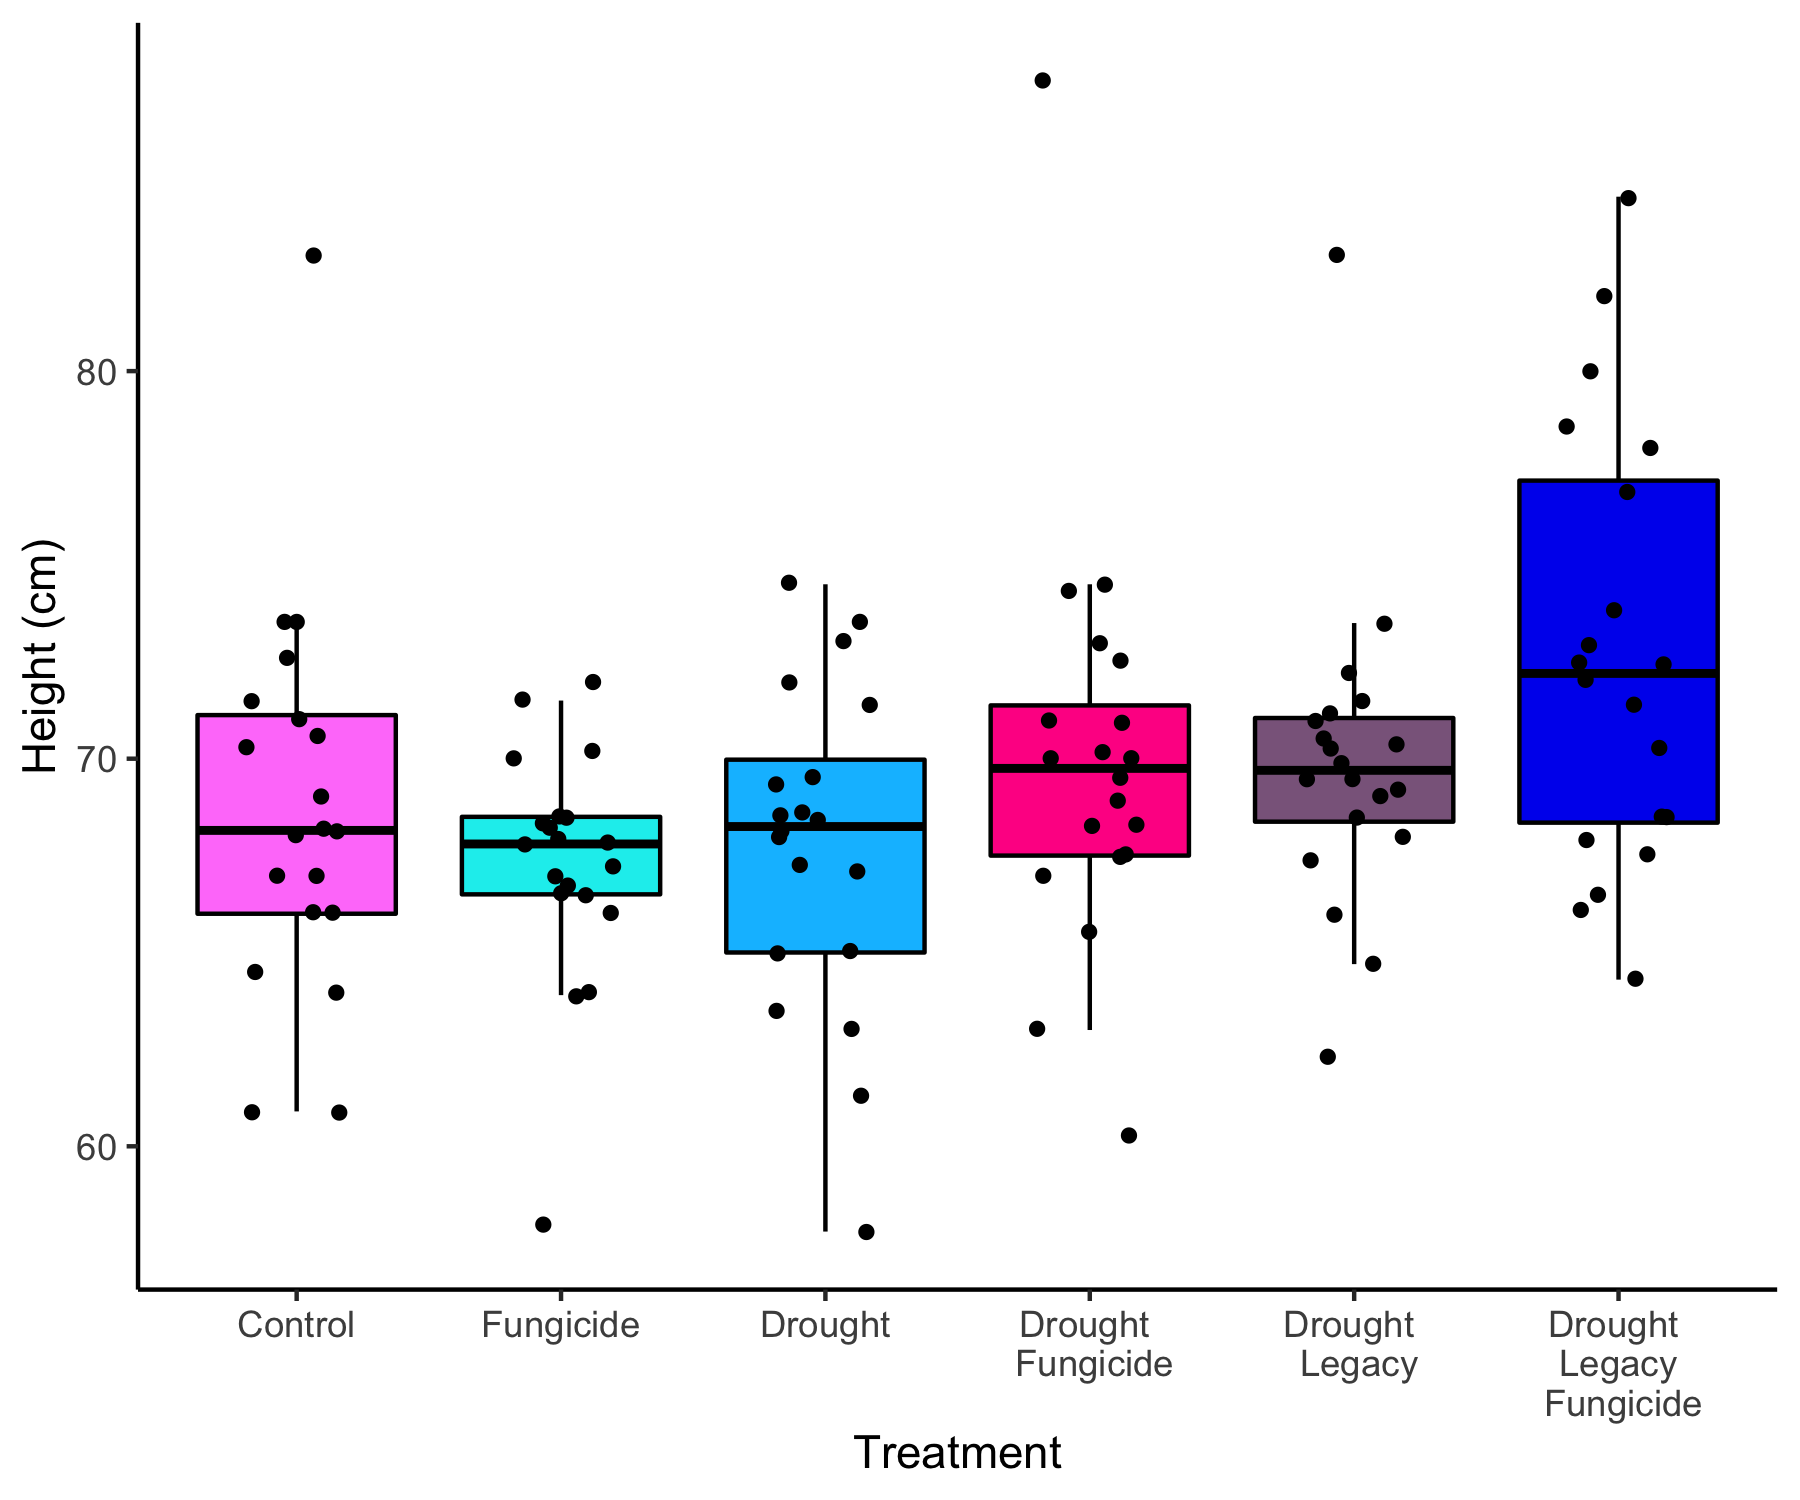 Height (cm)
80
70
60
Control
Fungicide
Drought
Drought
Fungicide
Drought
Legacy
Drought
Legacy
Fungicide
Treatment